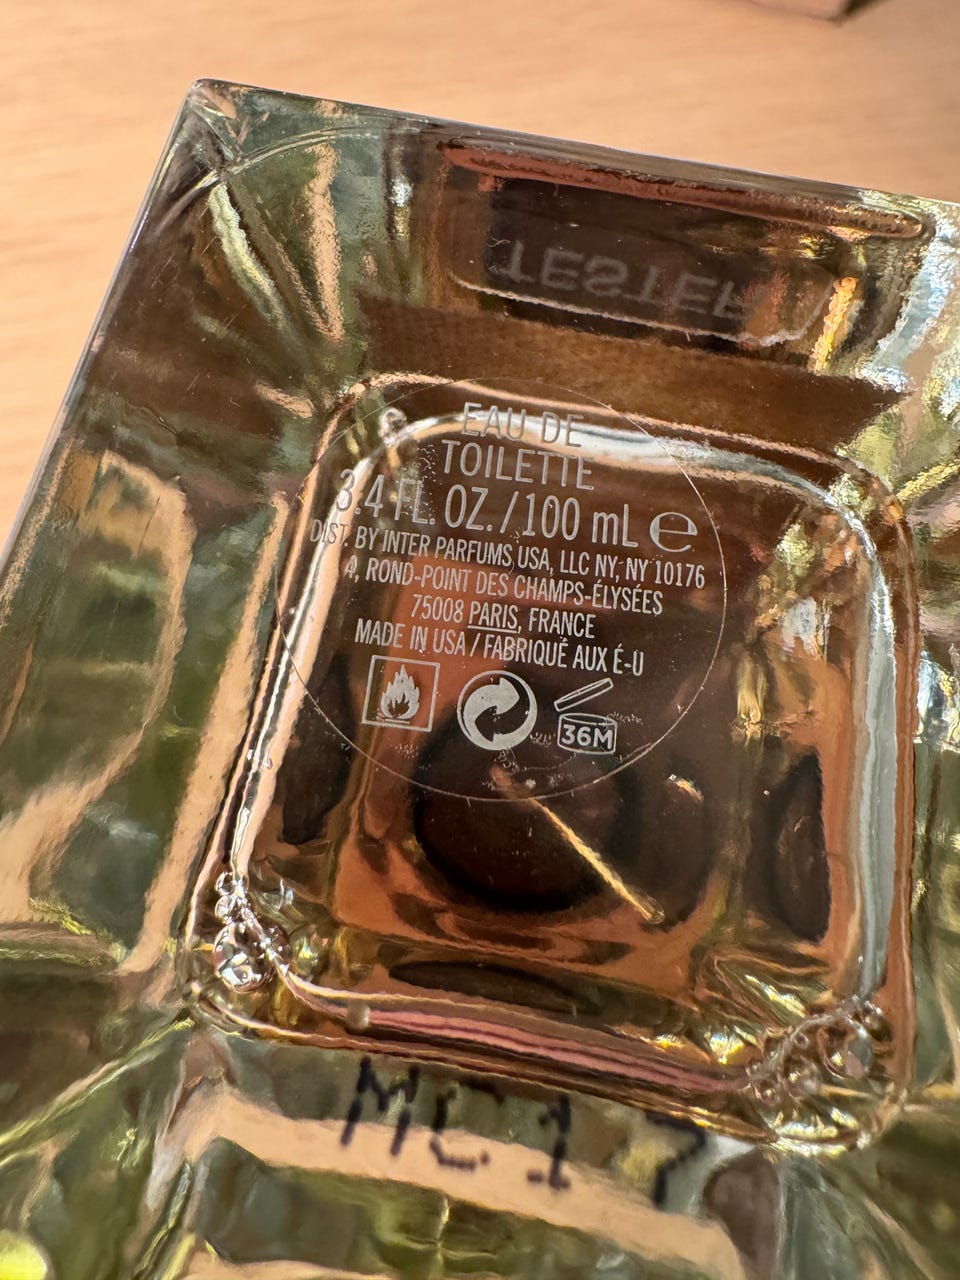 TESTER
EAU DE
TOILETTE
3.4 FL. OZ. / 100 mL e
DIST. BY INTER PARFUMS USA, LLC NY, NY 10176
4, ROND-POINT DES CHAMPS-ÉLYSÉES
75008 PARIS, FRANCE
MADE IN USA / FABRIQUÉ AUX É-U
36M
MC17